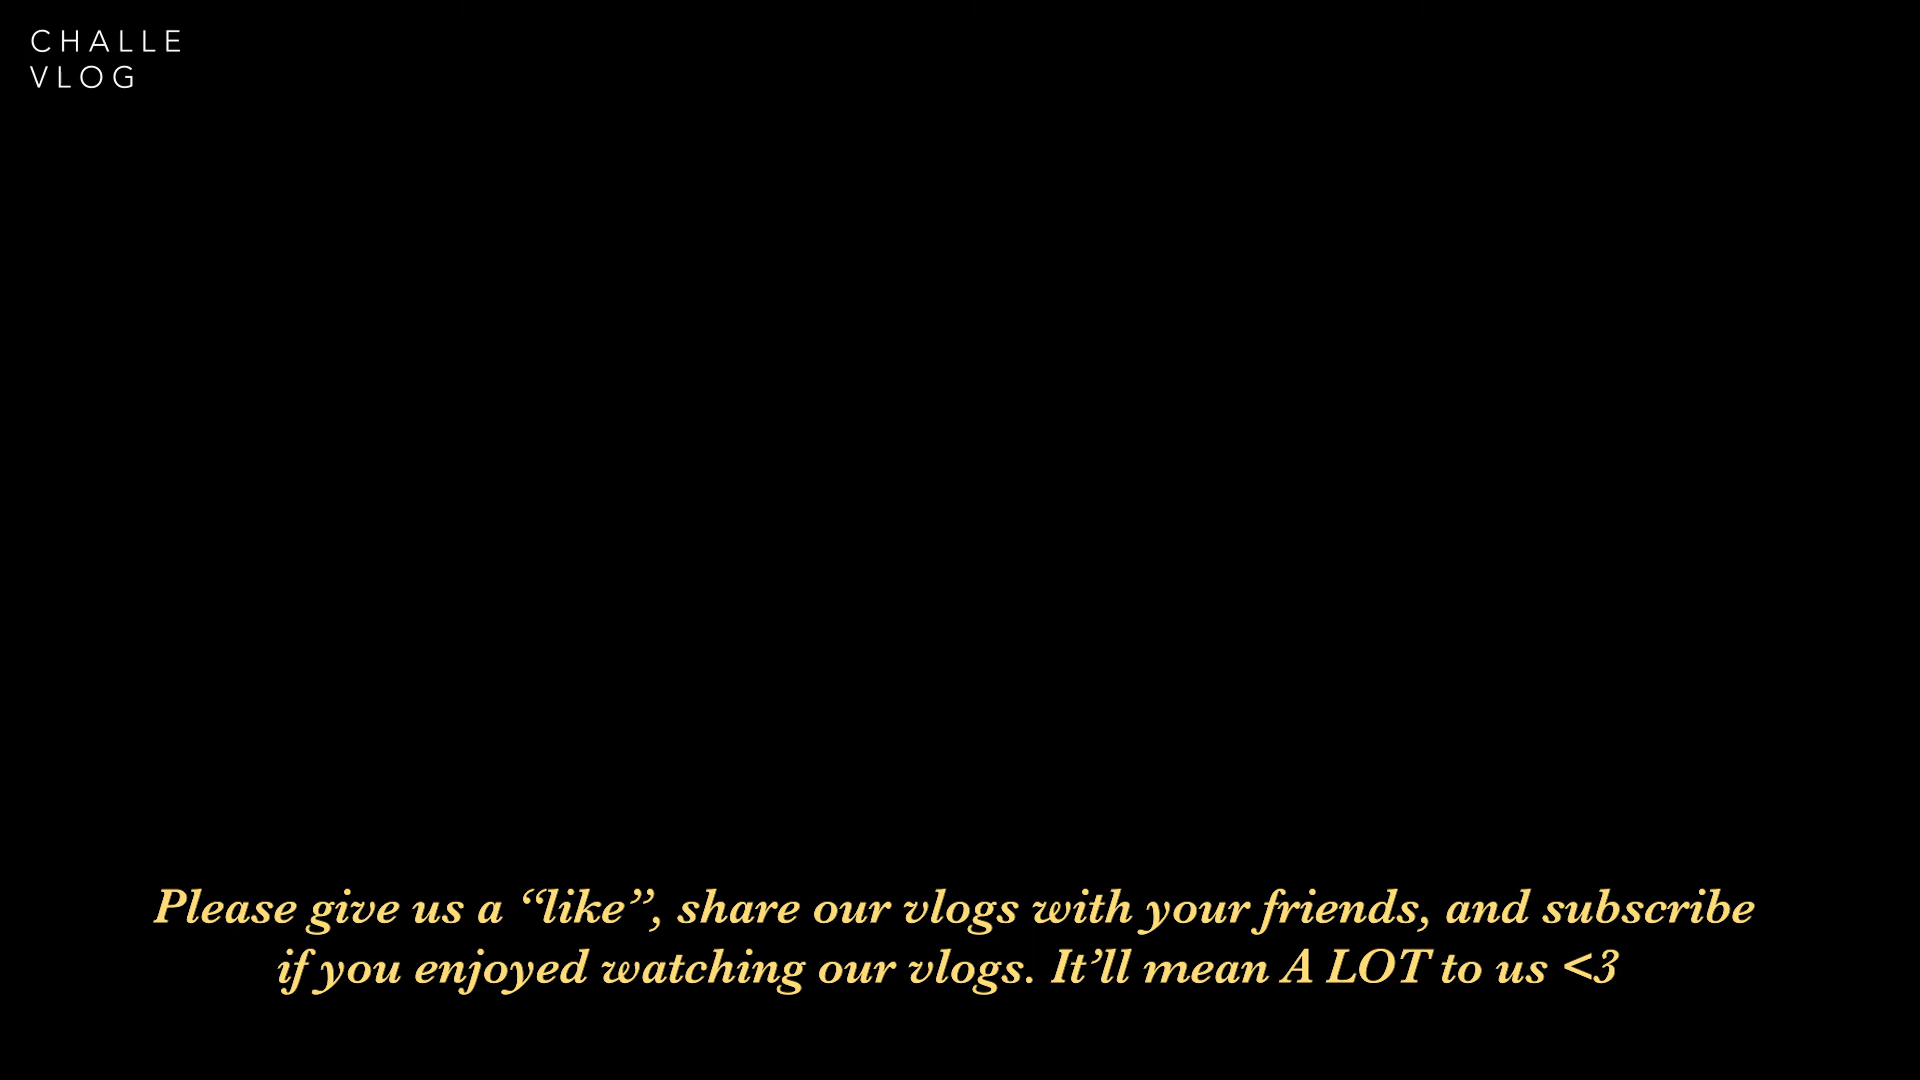 CHALLE
VLOG
Please give us a “like”, share our vlogs with your friends, and subscribe
if you enjoyed watching our vlogs. It’ll mean A LOT to us <3